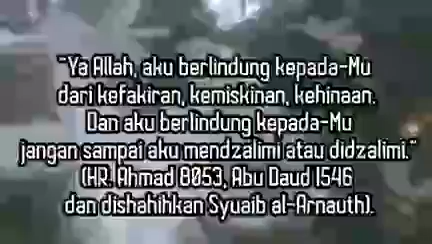 "Ya Allah, aku berlindung kepada-Mu
dari kefakiran, kemiskinan, kehinaan.
Dan aku berlindung kepada-Mu
jangan sampai aku mendzalimi atau didzalimi."
(HR. Ahmad 8053, Abu Daud 1546
dan dishahihkan Syuaib al-Arnauth).